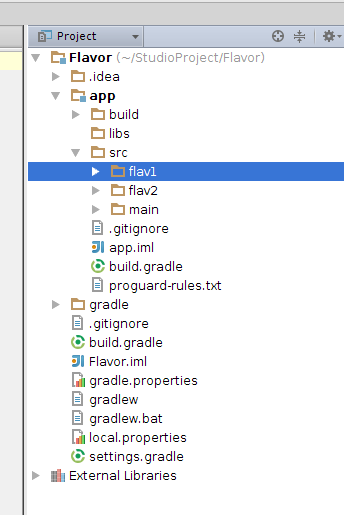 Project
Flavor (~/StudioProject/Flavor)
.idea
app
build
libs
src
flav1
flav2
main
.gitignore
app.iml
build.gradle
proguard-rules.txt
gradle
.gitignore
build.gradle
Flavor.iml
gradle.properties
gradlew
gradlew.bat
local.properties
settings.gradle
External Libraries